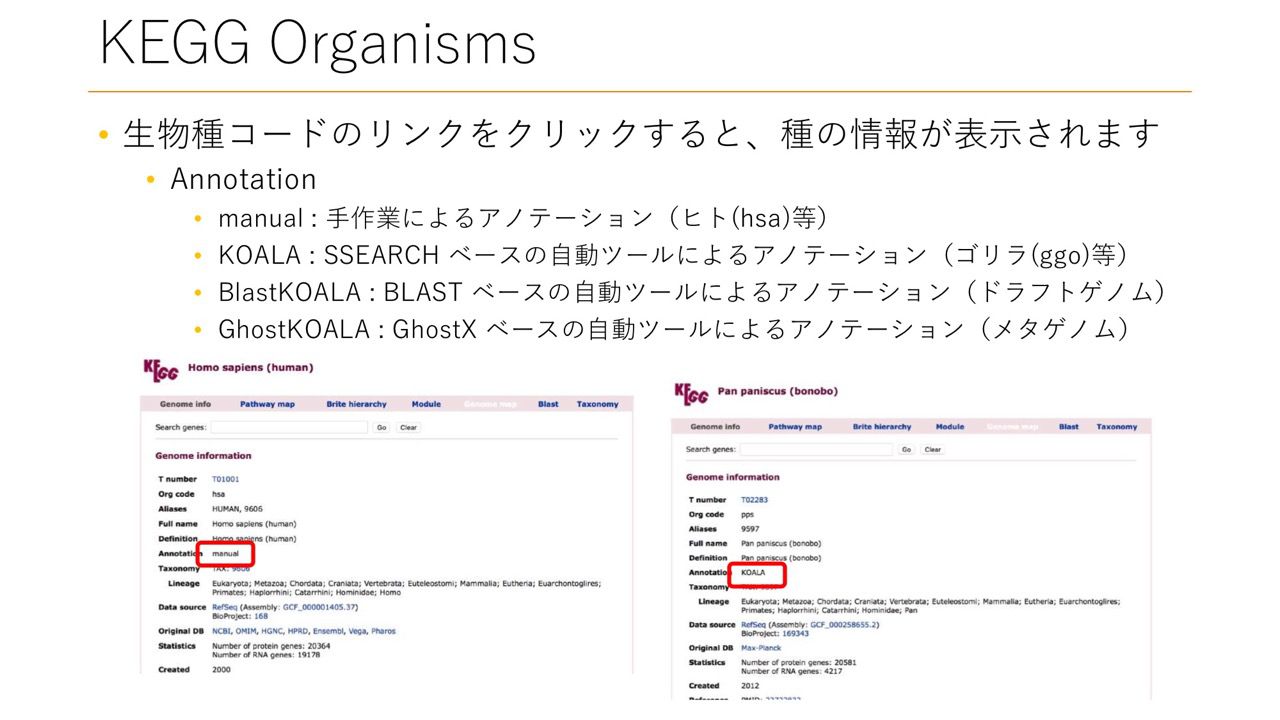 KEGG Organisms
• 生物種コードのリンクをクリックすると、種の情報が表示されます
• Annotation
• manual : 手作業によるアノテーション（ヒト(hsa)等）
• KOALA : SSEARCH ベースの自動ツールによるアノテーション（ゴリラ(ggo)等）
• BlastKOALA : BLAST ベースの自動ツールによるアノテーション（ドラフトゲノム）
• GhostKOALA : GhostX ベースの自動ツールによるアノテーション（メタゲノム）
KEGG Homo sapiens (human)
Genome info Pathway map Brite hierarchy Module Genome map Blast Taxonomy
Search genes: Go Clear
Genome information
T number T01001
Org code hsa
Aliases HUMAN, 9606
Full name Homo sapiens (human)
Definition Homo sapiens (human)
Annotation manual
Taxonomy TAX: 9606
Lineage Eukaryota; Metazoa; Chordata; Craniata; Vertebrata; Euteleostomi; Mammalia; Eutheria; Euarchontoglires;
Primates; Haplorrhini; Catarrhini; Hominidae; Homo
Data source RefSeq (Assembly: GCF_000001405.37)
BioProject: 168
Original DB NCBI, OMIM, HGNC, HPRD, Ensembl, Vega, Pharos
Statistics Number of protein genes: 20364
Number of RNA genes: 19178
Created 2000
KEGG Pan paniscus (bonobo)
Genome info Pathway map Brite hierarchy Module Genome map Blast Taxonomy
Search genes: Go Clear
Genome information
T number T02283
Org code pps
Aliases 9597
Full name Pan paniscus (bonobo)
Definition Pan paniscus (bonobo)
Annotation KOALA
Taxonomy
Lineage Eukaryota; Metazoa; Chordata; Craniata; Vertebrata; Euteleostomi; Mammalia; Eutheria; Euarchontoglires;
Primates; Haplorrhini; Catarrhini; Hominidae; Pan
Data source RefSeq (Assembly: GCF_000258655.2)
BioProject: 169343
Original DB Max-Planck
Statistics Number of protein genes: 20581
Number of RNA genes: 4217
Created 2012